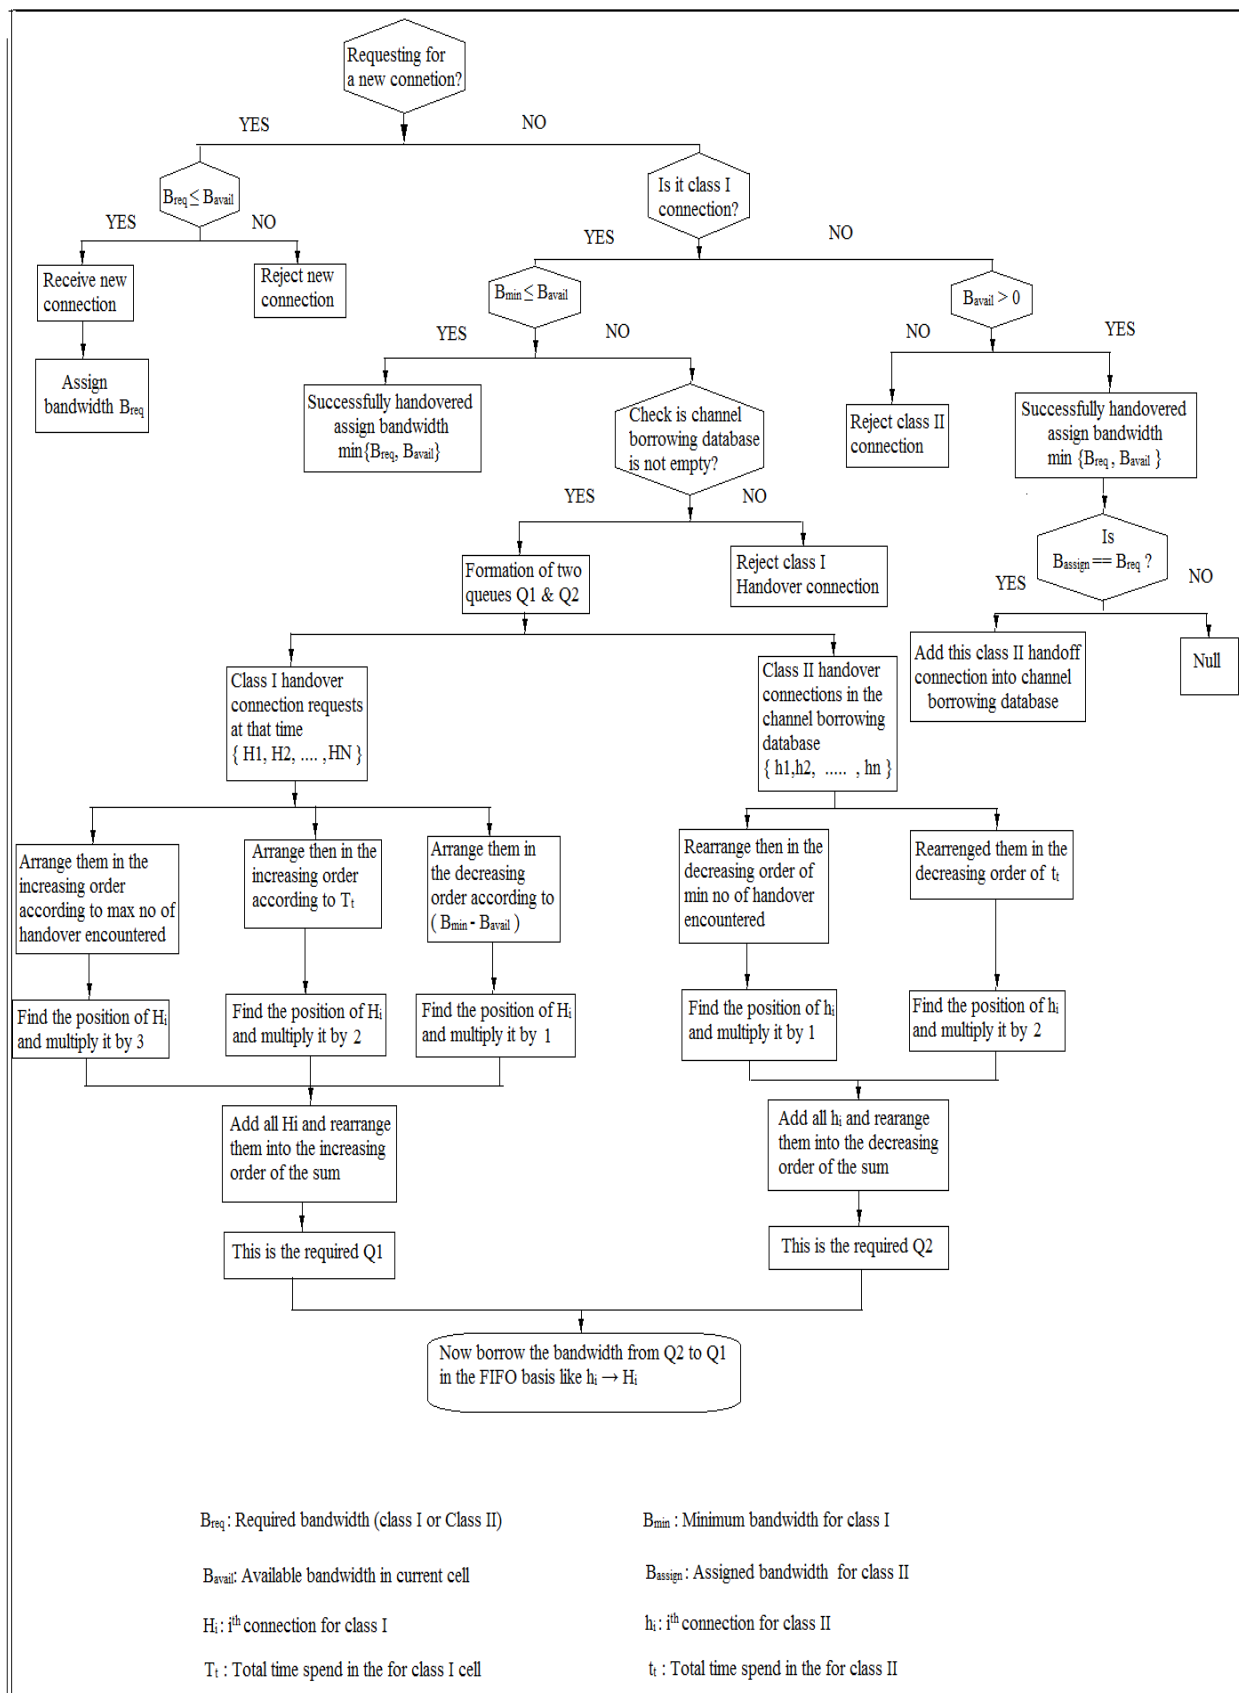 Requesting for
a new connetion?
YES
NO
Breq ≤ Bavail
Is it class I
connection?
YES
NO
YES
NO
Receive new
connection
Reject new
connection
Bmin ≤ Bavail
Bavail > 0
YES
NO
NO
YES
Assign
bandwidth Breq
Successfully handovered
assign bandwidth
min{Breq, Bavail}
Check is channel
borrowing database
is not empty?
Reject class II
connection
Successfully handovered
assign bandwidth
min {Breq , Bavail }
YES
NO
Is
Bassign == Breq ?
YES
NO
Formation of two
queues Q1 & Q2
Reject class I
Handover connection
Add this class II handoff
connection into channel
borrowing database
Null
Class I handover
connection requests
at that time
{ H1, H2, .... ,HN }
Class II handover
connections in the
channel borrowing
database
{ h1,h2, ..... , hn }
Arrange them in the
increasing order
according to max no of
handover encountered
Arrange then in the
increasing order
according to Tt
Arrange them in
the decreasing
order according to
( Bmin - Bavail )
Rearrange then in the
decreasing order of
min no of handover
encountered
Rearrenged them in the
decreasing order of tt
Find the position of Hi
and multiply it by 3
Find the position of Hi
and multiply it by 2
Find the position of Hi
and multiply it by 1
Find the position of hi
and multiply it by 1
Find the position of hi
and multiply it by 2
Add all Hi and rearrange
them into the increasing
order of the sum
Add all hi and rearrange
them into the decreasing
order of the sum
This is the required Q1
This is the required Q2
Now borrow the bandwidth from Q2 to Q1
in the FIFO basis like hi → Hi
Breq : Required bandwidth (class I or Class II)
Bmin : Minimum bandwidth for class I
Bavail: Available bandwidth in current cell
Bassign : Assigned bandwidth for class II
Hi : ith connection for class I
hi : ith connection for class II
Tt : Total time spend in the for class I cell
tt : Total time spend in the for class II